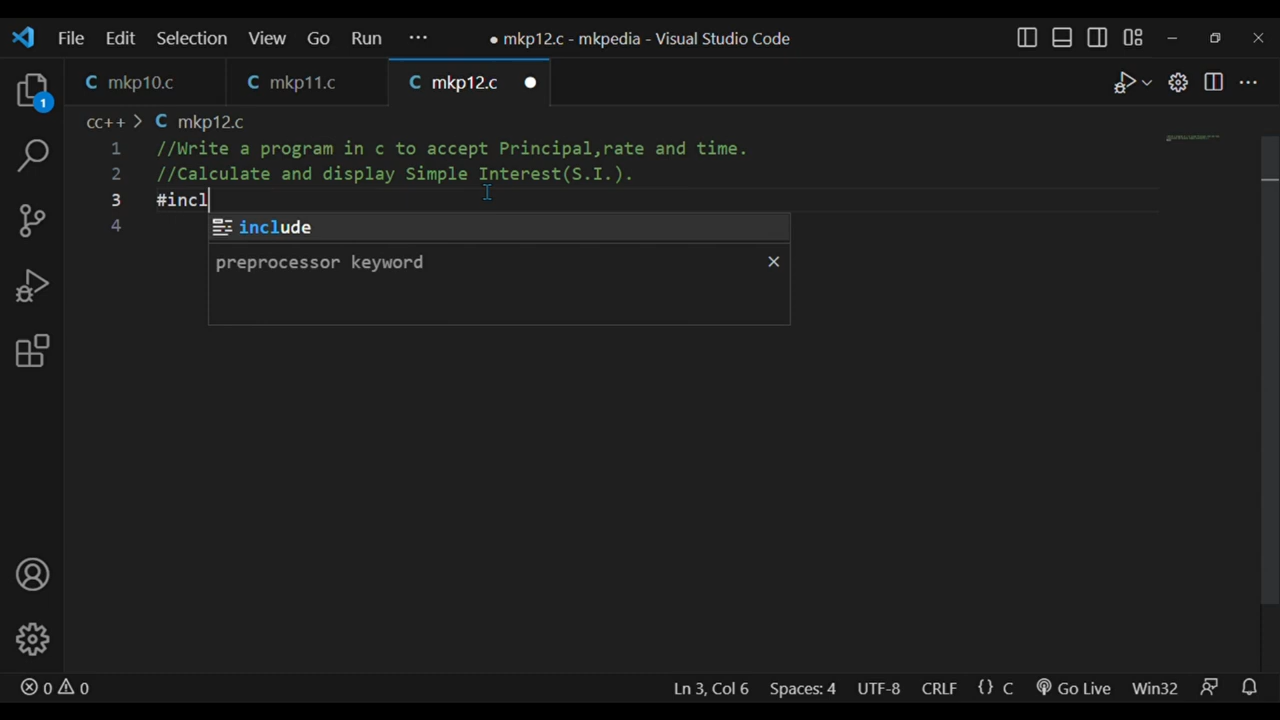 File Edit Selection View Go Run ··· ● mkp12.c - mkpedia - Visual Studio Code
C mkp10.c C mkp11.c C mkp12.c ●
1
cc++ > C mkp12.c
1 //Write a program in c to accept Principal,rate and time.
2 //Calculate and display Simple Interest(S.I.).
3 #incl
4
include
preprocessor keyword
0 0 Ln 3, Col 6 Spaces: 4 UTF-8 CRLF {} C Go Live Win32